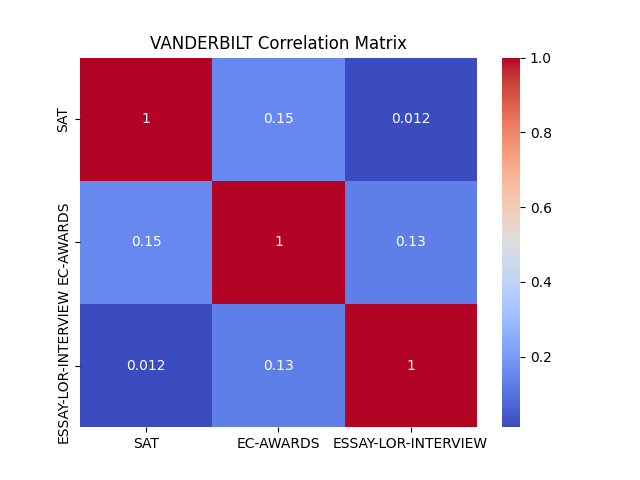 VANDERBILT Correlation Matrix
SAT
1
0.15
0.012
EC-AWARDS
0.15
1
0.13
ESSAY-LOR-INTERVIEW
0.012
0.13
1
SAT
EC-AWARDS
ESSAY-LOR-INTERVIEW
1.0
0.8
0.6
0.4
0.2